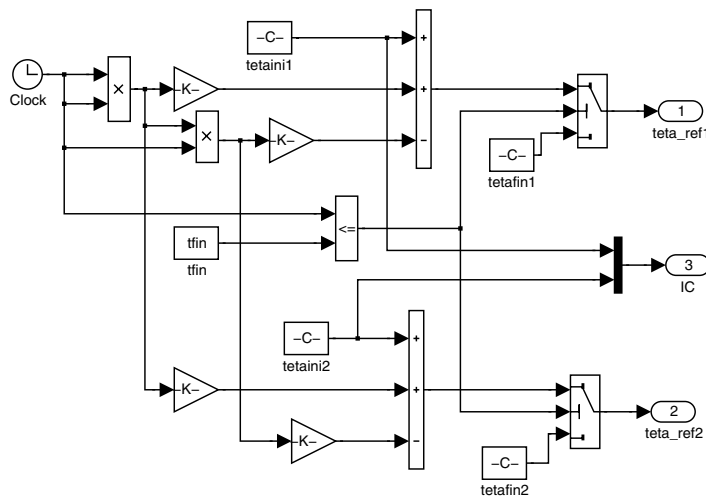 –C–
tetaini1
+
Clock
×
–K–
+
1
teta_ref1
×
–K–
–
–C–
tetafin1
<=
tfin
tfin
3
IC
–C–
tetaini2
+
–K–
+
2
teta_ref2
–K–
–
–C–
tetafin2